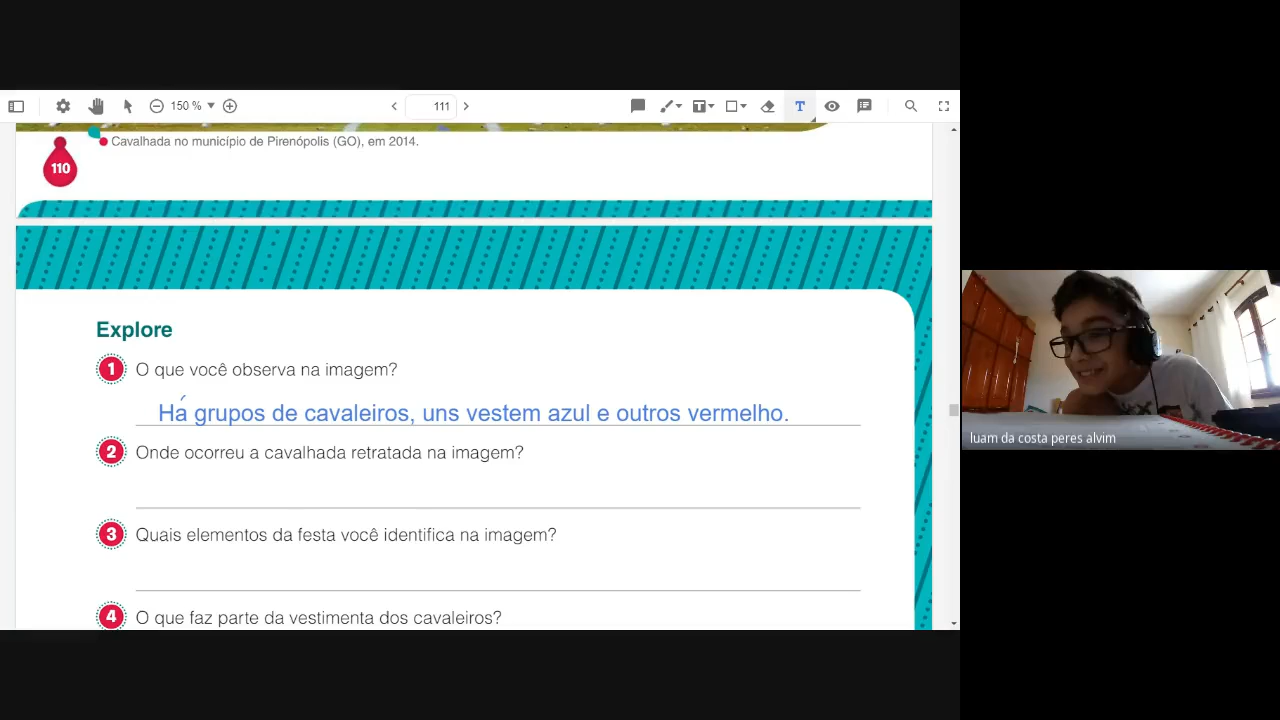 150 %
111
Cavalhada no município de Pirenópolis (GO), em 2014.
110
Explore
1 O que você observa na imagem?
Há grupos de cavaleiros, uns vestem azul e outros vermelho.
2 Onde ocorreu a cavalhada retratada na imagem?
3 Quais elementos da festa você identifica na imagem?
4 O que faz parte da vestimenta dos cavaleiros?
luam da costa peres alvim